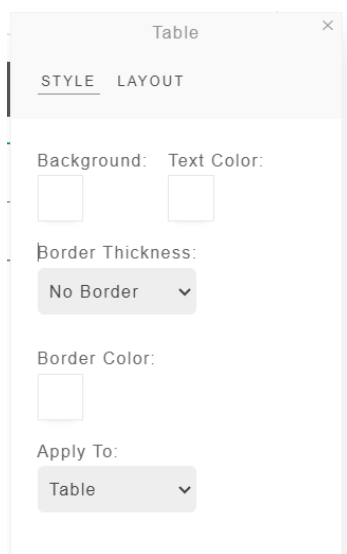 Table
STYLE LAYOUT
Background: Text Color:
Border Thickness:
No Border
Border Color:
Apply To:
Table